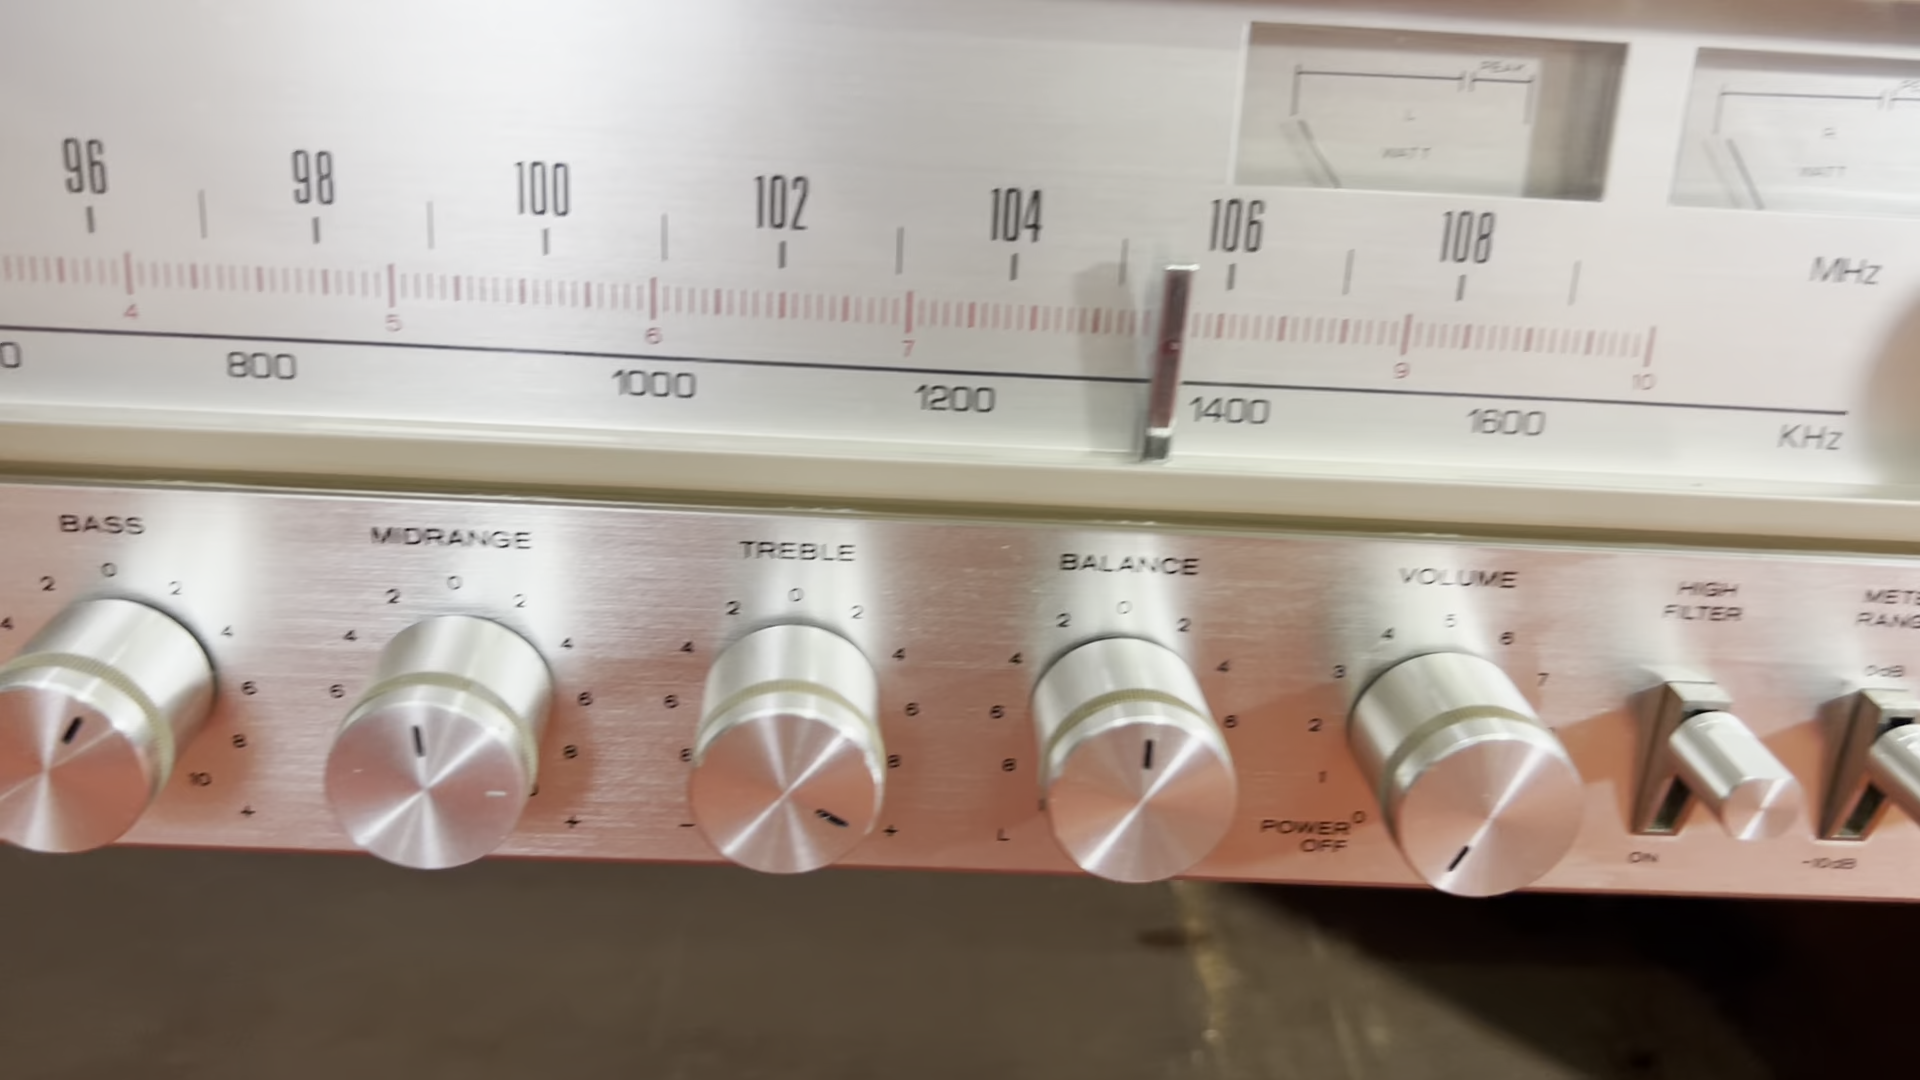 PEAK
L
WATT
R
WATT
96 98 100 102 104 106 108 MHz
4 5 6 7 9 10
800 1000 1200 1400 1600 KHz
BASS
4 2 0 2 4 6 8 10 +
MIDRANGE
6 4 2 0 2 4 6 8 +
TREBLE
- 8 6 4 2 0 2 4 6 8 +
BALANCE
L 8 6 4 2 0 2 4 6
VOLUME
POWER OFF 0 1 2 3 4 5 6 7
HIGH
FILTER
ON
0dB
-10dB